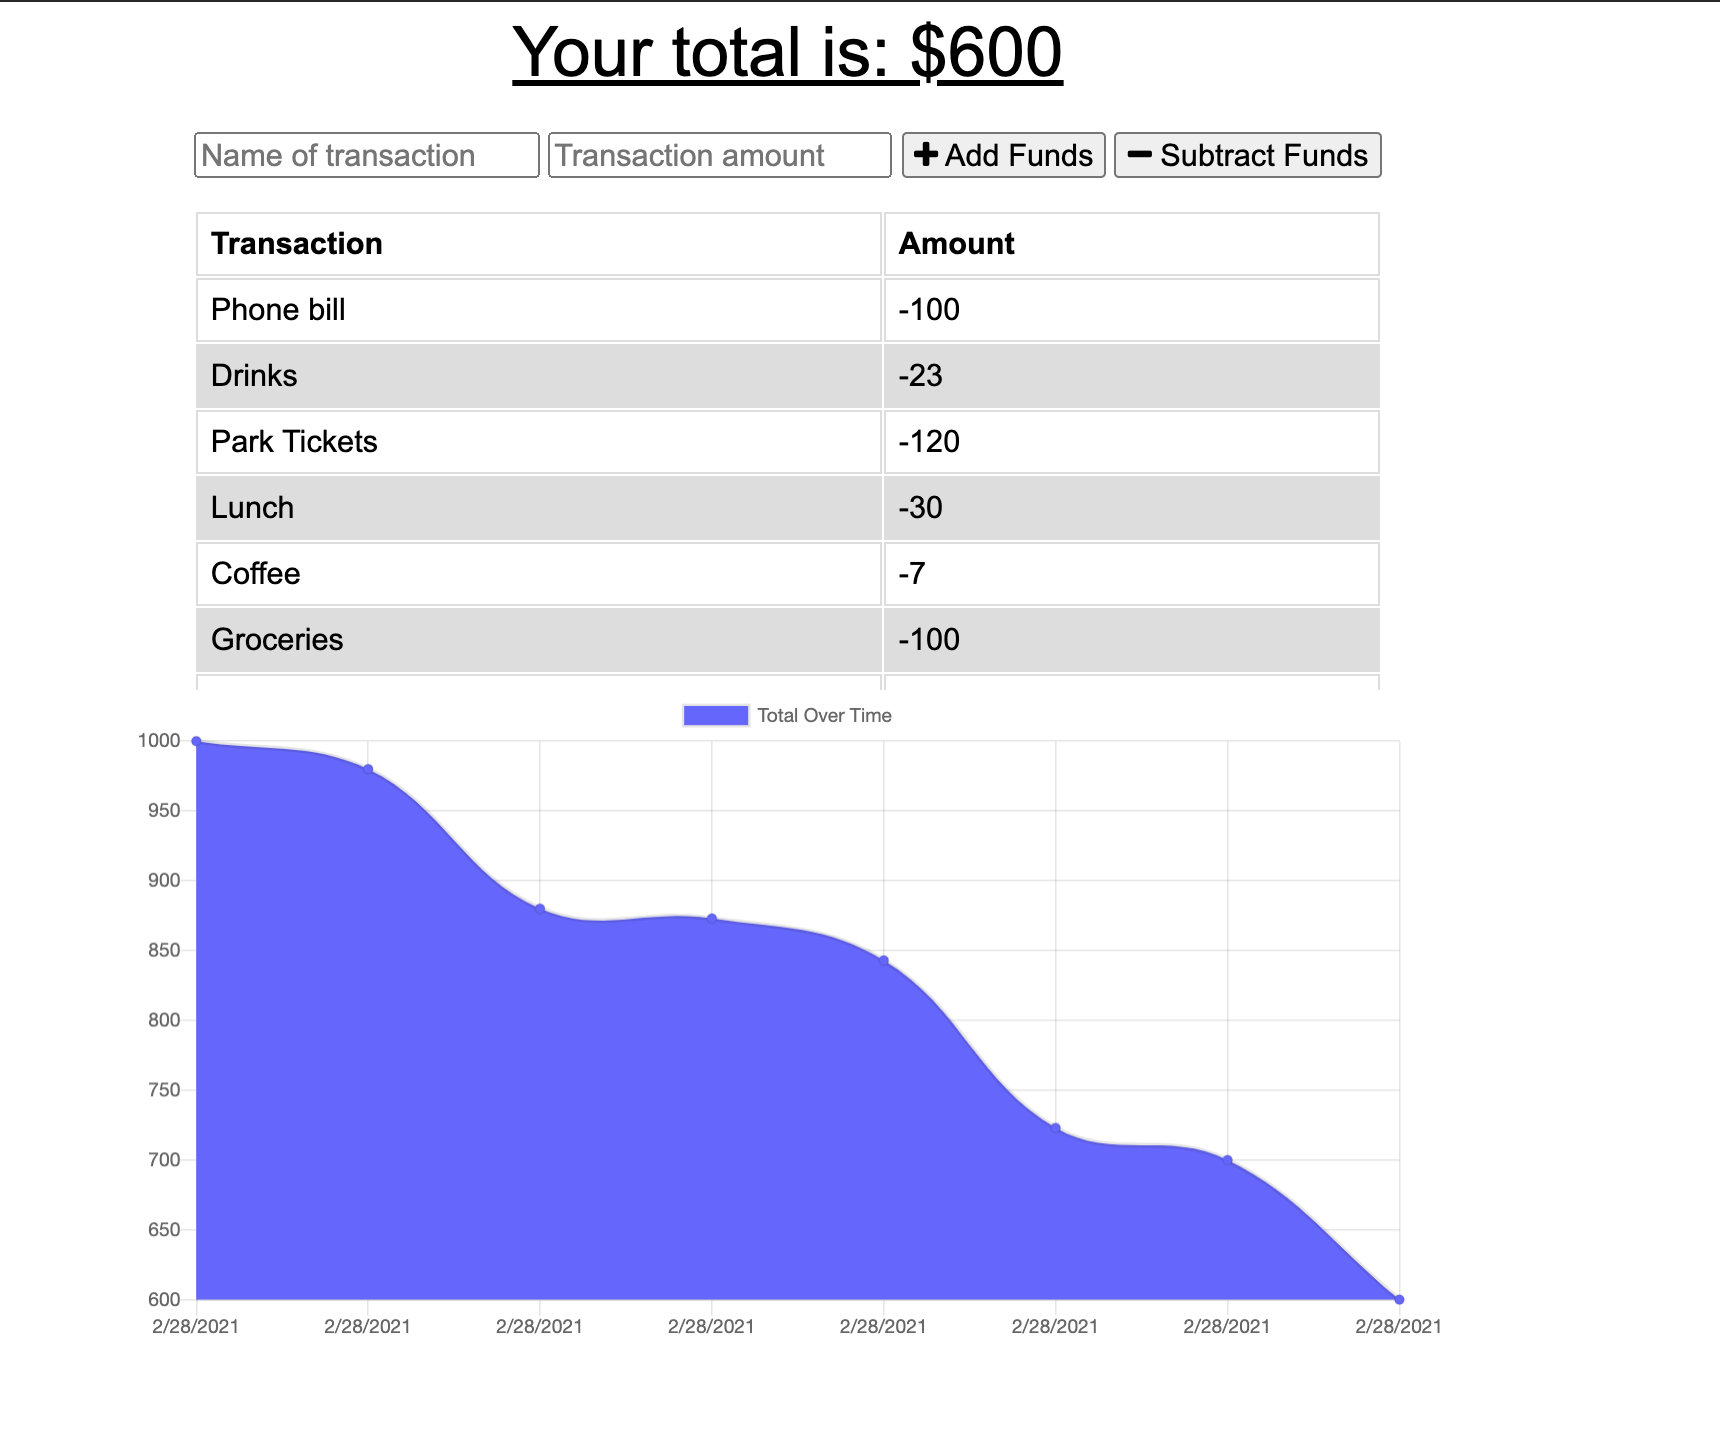 Your total is: $600
Name of transaction Transaction amount + Add Funds − Subtract Funds
Transaction Amount
Phone bill -100
Drinks -23
Park Tickets -120
Lunch -30
Coffee -7
Groceries -100
Total Over Time
1000
950
900
850
800
750
700
650
600
2/28/2021 2/28/2021 2/28/2021 2/28/2021 2/28/2021 2/28/2021 2/28/2021 2/28/2021